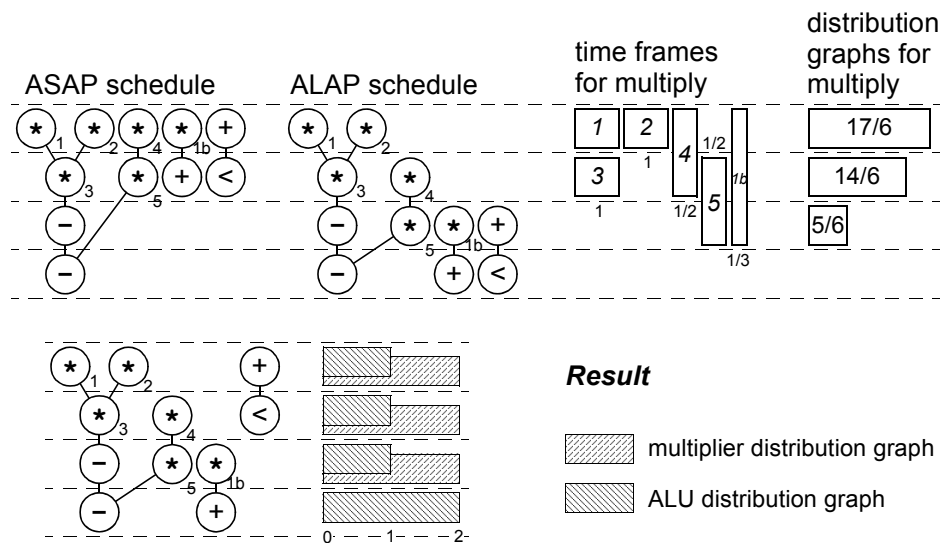 distribution
graphs for
multiply
time frames
for multiply
ASAP schedule
ALAP schedule
* 1 * 2 * 4 * 1b +
* 3 * 5 + <
−
−
* 1 * 2
* 3 * 4
− * 5 * 1b +
− + <
1 2 4 1/2 1b
1
3 5
1 1/2
1/3
17/6
14/6
5/6
* 1 * 2 +
* 3 * 4 <
− * 5 * 1b
− +
0 1 2
Result
multiplier distribution graph
ALU distribution graph